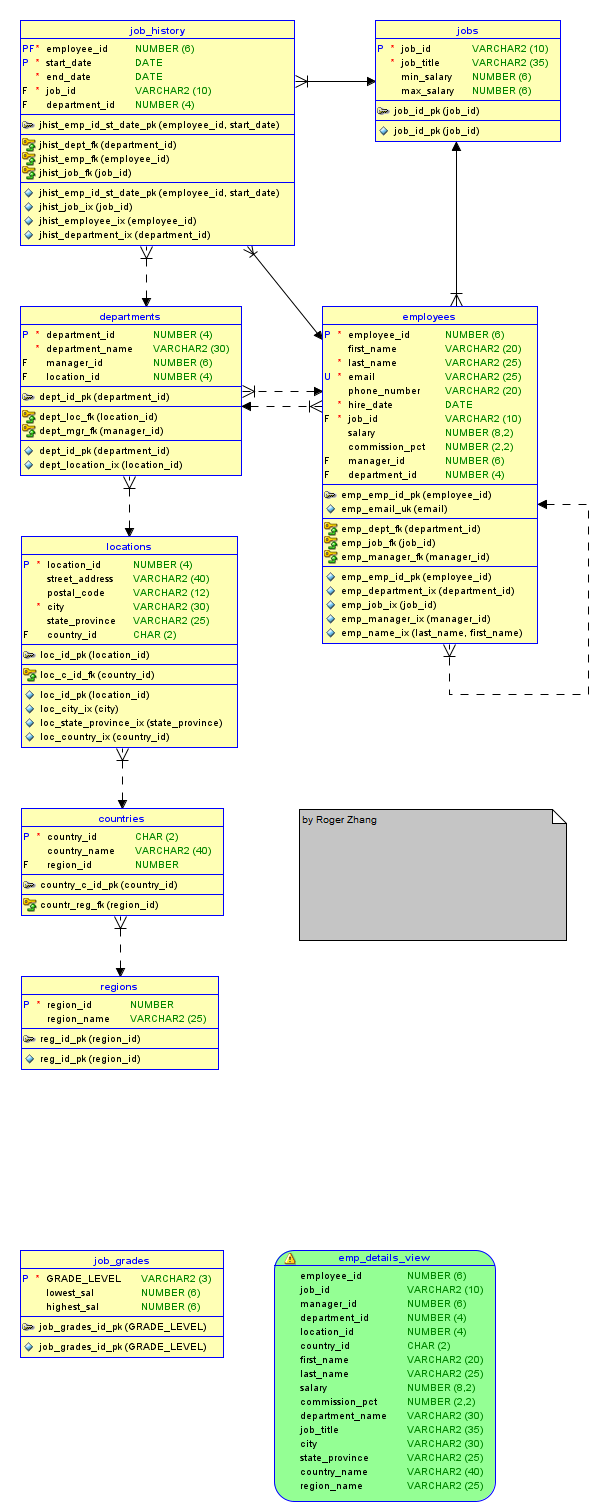 job_history
PF* employee_id NUMBER (6)
P * start_date DATE
* end_date DATE
F * job_id VARCHAR2 (10)
F department_id NUMBER (4)
jhist_emp_id_st_date_pk (employee_id, start_date)
jhist_dept_fk (department_id)
jhist_emp_fk (employee_id)
jhist_job_fk (job_id)
jhist_emp_id_st_date_pk (employee_id, start_date)
jhist_job_ix (job_id)
jhist_employee_ix (employee_id)
jhist_department_ix (department_id)
jobs
P * job_id VARCHAR2 (10)
* job_title VARCHAR2 (35)
min_salary NUMBER (6)
max_salary NUMBER (6)
job_id_pk (job_id)
job_id_pk (job_id)
departments
P * department_id NUMBER (4)
* department_name VARCHAR2 (30)
F manager_id NUMBER (6)
F location_id NUMBER (4)
dept_id_pk (department_id)
dept_loc_fk (location_id)
dept_mgr_fk (manager_id)
dept_id_pk (department_id)
dept_location_ix (location_id)
employees
P * employee_id NUMBER (6)
first_name VARCHAR2 (20)
* last_name VARCHAR2 (25)
U * email VARCHAR2 (25)
phone_number VARCHAR2 (20)
* hire_date DATE
F * job_id VARCHAR2 (10)
salary NUMBER (8,2)
commission_pct NUMBER (2,2)
F manager_id NUMBER (6)
F department_id NUMBER (4)
emp_emp_id_pk (employee_id)
emp_email_uk (email)
emp_dept_fk (department_id)
emp_job_fk (job_id)
emp_manager_fk (manager_id)
emp_emp_id_pk (employee_id)
emp_department_ix (department_id)
emp_job_ix (job_id)
emp_manager_ix (manager_id)
emp_name_ix (last_name, first_name)
locations
P * location_id NUMBER (4)
street_address VARCHAR2 (40)
postal_code VARCHAR2 (12)
* city VARCHAR2 (30)
state_province VARCHAR2 (25)
F country_id CHAR (2)
loc_id_pk (location_id)
loc_c_id_fk (country_id)
loc_id_pk (location_id)
loc_city_ix (city)
loc_state_province_ix (state_province)
loc_country_ix (country_id)
countries
P * country_id CHAR (2)
country_name VARCHAR2 (40)
F region_id NUMBER
country_c_id_pk (country_id)
countr_reg_fk (region_id)
by Roger Zhang
regions
P * region_id NUMBER
region_name VARCHAR2 (25)
reg_id_pk (region_id)
reg_id_pk (region_id)
job_grades
P * GRADE_LEVEL VARCHAR2 (3)
lowest_sal NUMBER (6)
highest_sal NUMBER (6)
job_grades_id_pk (GRADE_LEVEL)
job_grades_id_pk (GRADE_LEVEL)
emp_details_view
employee_id NUMBER (6)
job_id VARCHAR2 (10)
manager_id NUMBER (6)
department_id NUMBER (4)
location_id NUMBER (4)
country_id CHAR (2)
first_name VARCHAR2 (20)
last_name VARCHAR2 (25)
salary NUMBER (8,2)
commission_pct NUMBER (2,2)
department_name VARCHAR2 (30)
job_title VARCHAR2 (35)
city VARCHAR2 (30)
state_province VARCHAR2 (25)
country_name VARCHAR2 (40)
region_name VARCHAR2 (25)